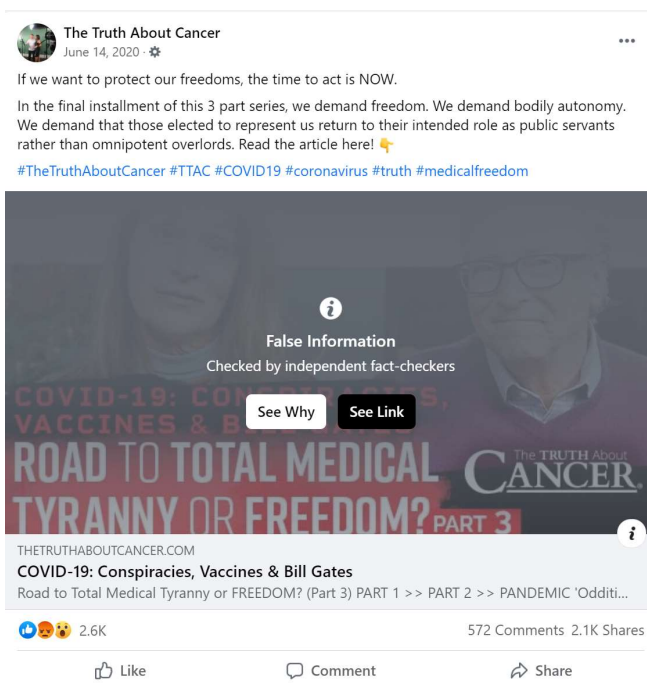 The Truth About Cancer
June 14, 2020 ·
If we want to protect our freedoms, the time to act is NOW.
In the final installment of this 3 part series, we demand freedom. We demand bodily autonomy.
We demand that those elected to represent us return to their intended role as public servants
rather than omnipotent overlords. Read the article here! 👇
#TheTruthAboutCancer #TTAC #COVID19 #coronavirus #truth #medicalfreedom
False Information
Checked by independent fact-checkers
See Why See Link
COVID-19: CONSPIRACIES,
VACCINES & BILL GATES
ROAD TO TOTAL MEDICAL
TYRANNY OR FREEDOM? PART 3
The TRUTH About
CANCER®
THETRUTHABOUTCANCER.COM
COVID-19: Conspiracies, Vaccines & Bill Gates
Road to Total Medical Tyranny or FREEDOM? (Part 3) PART 1 >> PART 2 >> PANDEMIC 'Odditi...
2.6K 572 Comments 2.1K Shares
Like Comment Share